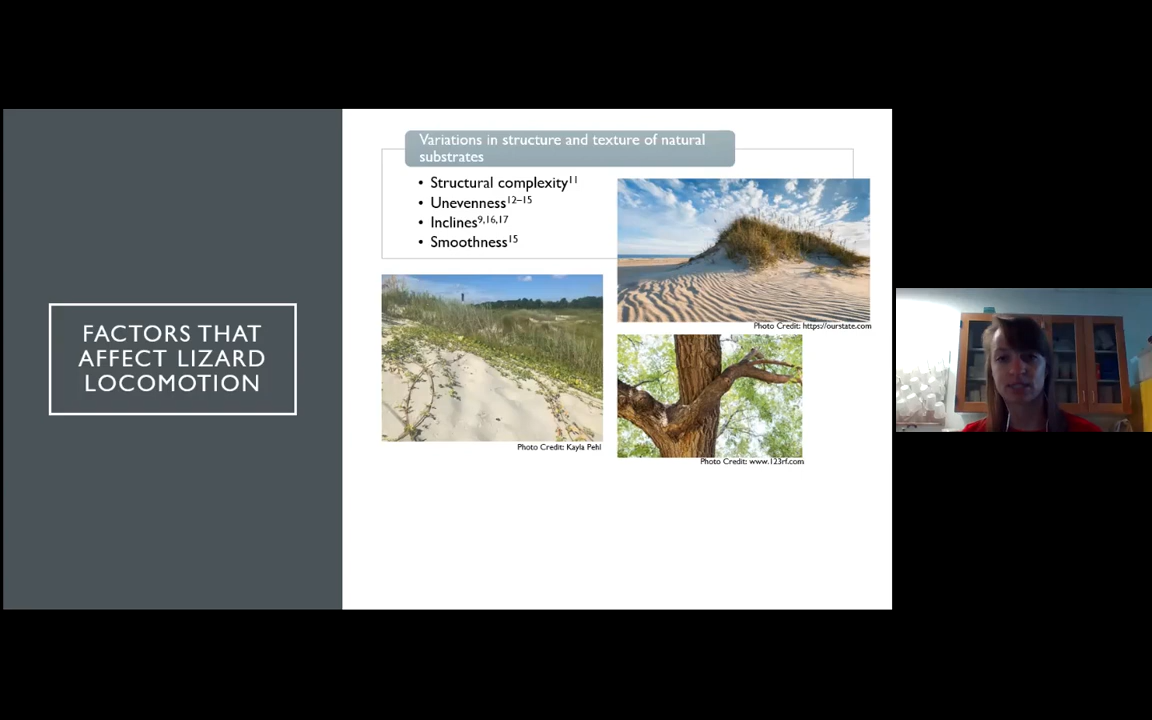 FACTORS THAT
AFFECT LIZARD
LOCOMOTION
Variations in structure and texture of natural
substrates
• Structural complexity11
• Unevenness12–15
• Inclines9,16,17
• Smoothness15
Photo Credit: https://ourstate.com
Photo Credit: Kayla Pehl
Photo Credit: www.123rf.com